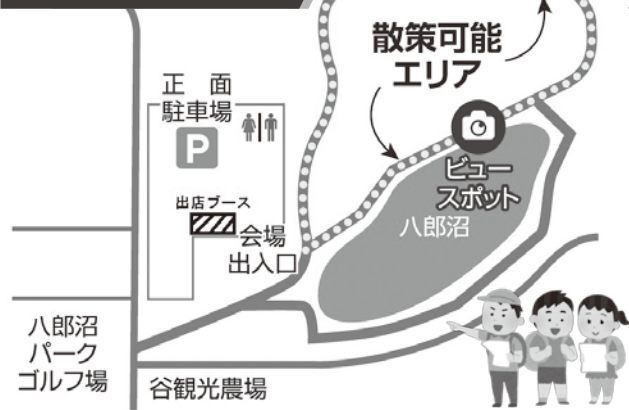 散策可能
エリア
正面
駐車場
P
出店ブース
会場
出入口
ビュー
スポット
八郎沼
八郎沼
パーク
ゴルフ場
谷観光農場